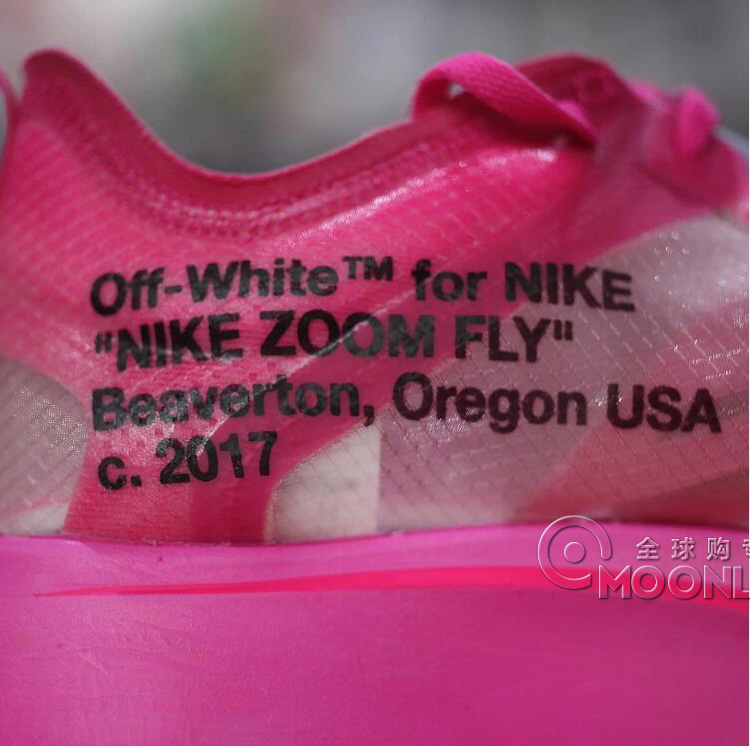 Off-White™ for NIKE
"NIKE ZOOM FLY"
Beaverton, Oregon USA
c. 2017
全球购
MOONL